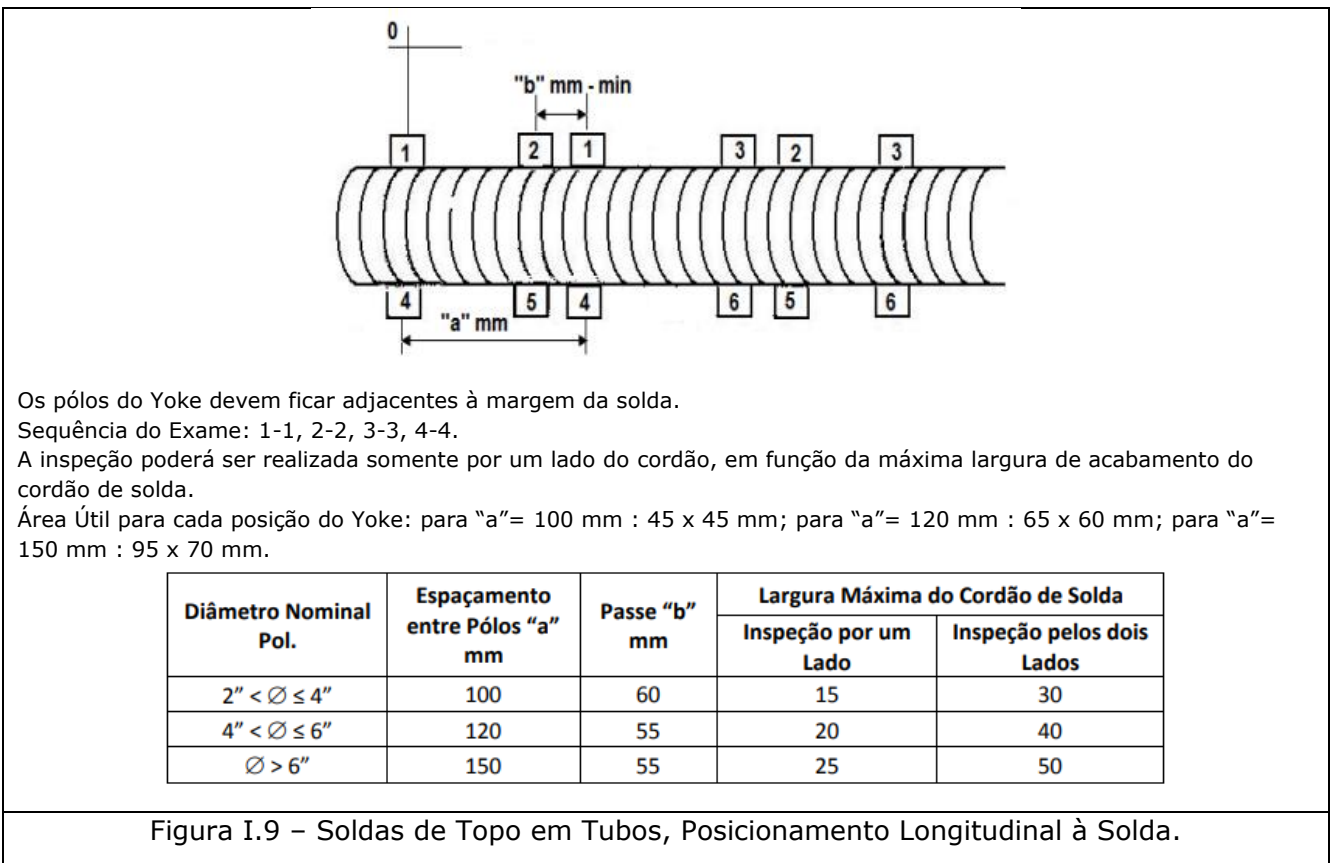 0
"b" mm - min
1 2 1 3 2 3
4 5 4 6 5 6
"a" mm
Os pólos do Yoke devem ficar adjacentes à margem da solda.
Sequência do Exame: 1-1, 2-2, 3-3, 4-4.
A inspeção poderá ser realizada somente por um lado do cordão, em função da máxima largura de acabamento do
cordão de solda.
Área Útil para cada posição do Yoke: para “a”= 100 mm : 45 x 45 mm; para “a”= 120 mm : 65 x 60 mm; para “a”=
150 mm : 95 x 70 mm.
Diâmetro Nominal
Pol.
Espaçamento
entre Pólos “a”
mm
Passe “b”
mm
Largura Máxima do Cordão de Solda
Inspeção por um
Lado
Inspeção pelos dois
Lados
2” < ∅ ≤ 4” 100 60 15 30
4” < ∅ ≤ 6” 120 55 20 40
∅ > 6” 150 55 25 50
Figura I.9 – Soldas de Topo em Tubos, Posicionamento Longitudinal à Solda.